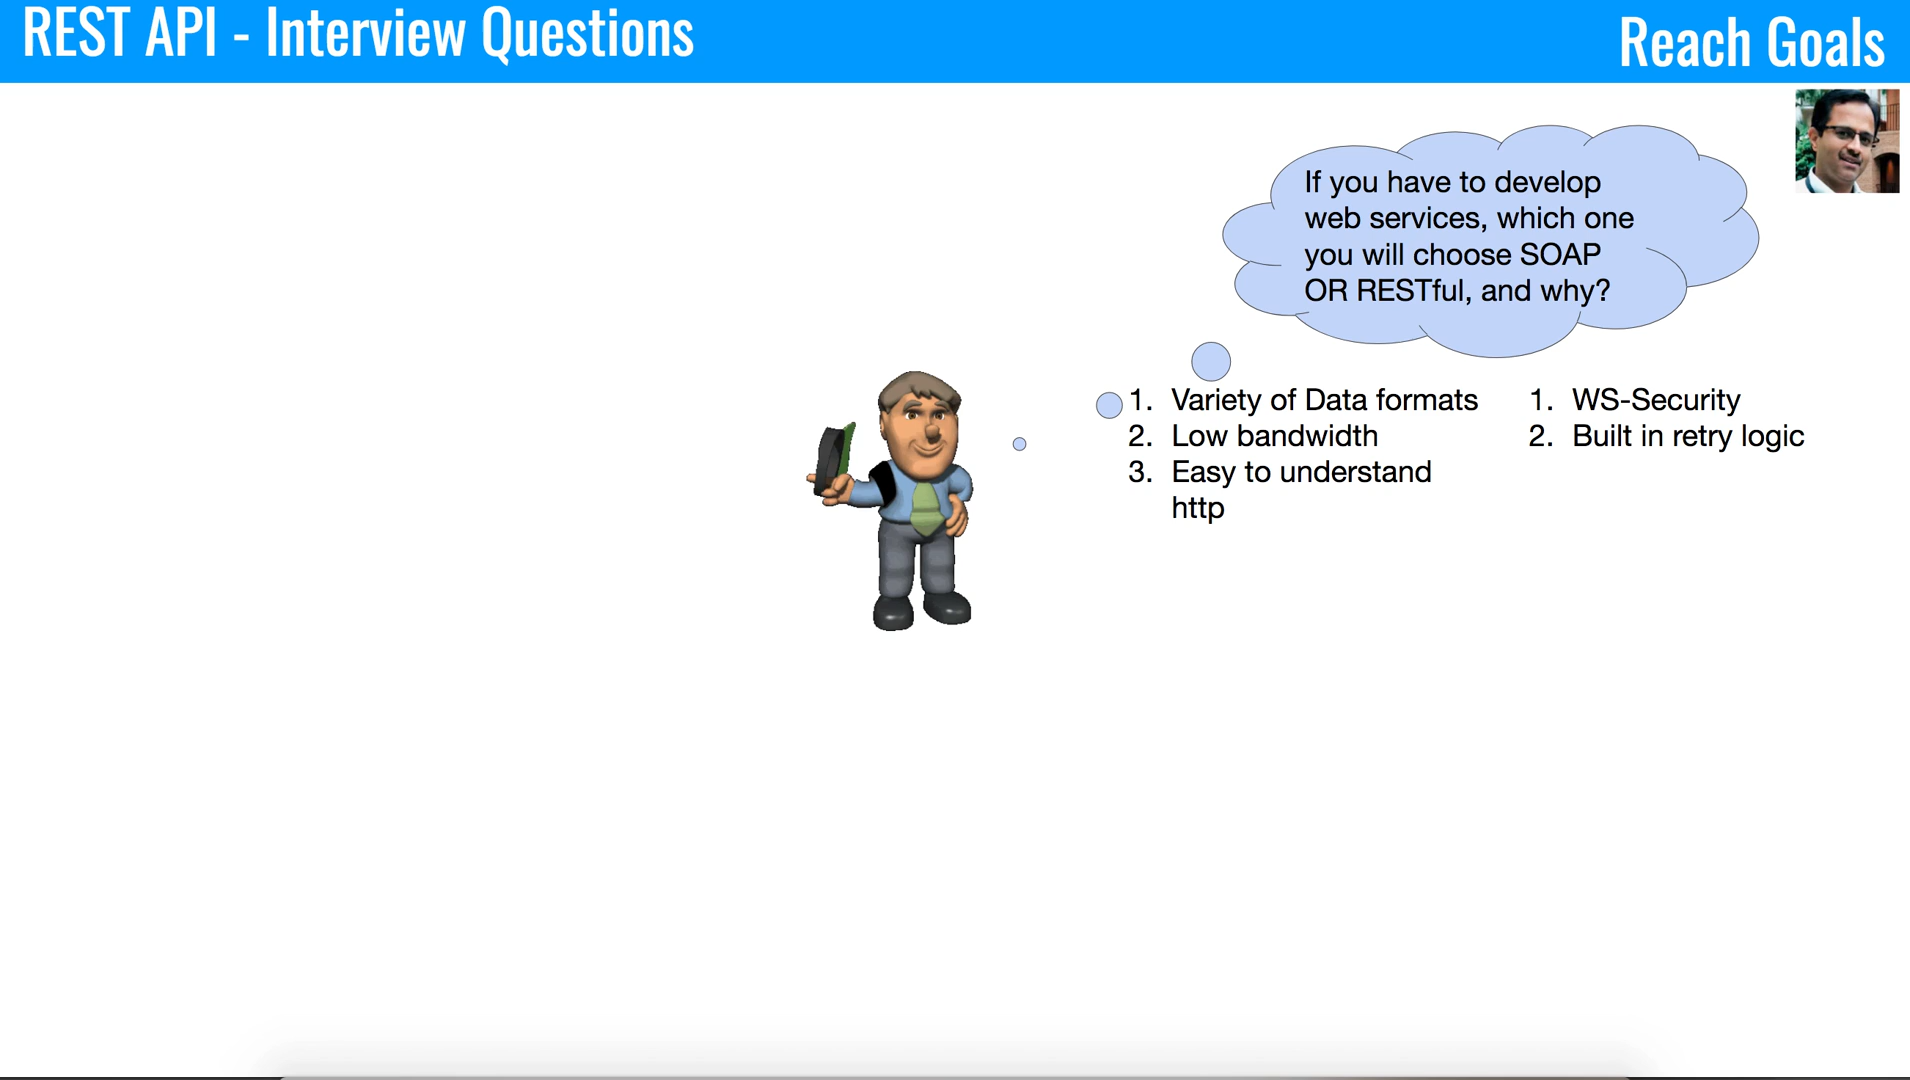 REST API - Interview Questions
Reach Goals
If you have to develop
web services, which one
you will choose SOAP
OR RESTful, and why?
1. Variety of Data formats
2. Low bandwidth
3. Easy to understand
http
1. WS-Security
2. Built in retry logic